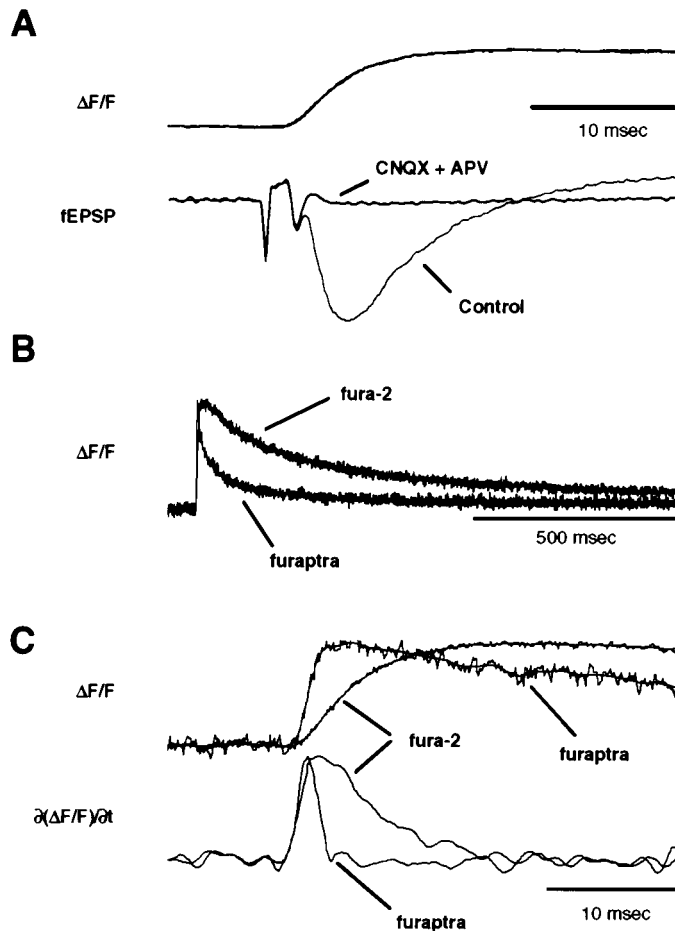 A
ΔF/F
10 msec
CNQX + APV
fEPSP
Control
B
fura-2
ΔF/F
500 msec
furaptra
C
ΔF/F
fura-2
furaptra
∂(ΔF/F)/∂t
10 msec
furaptra